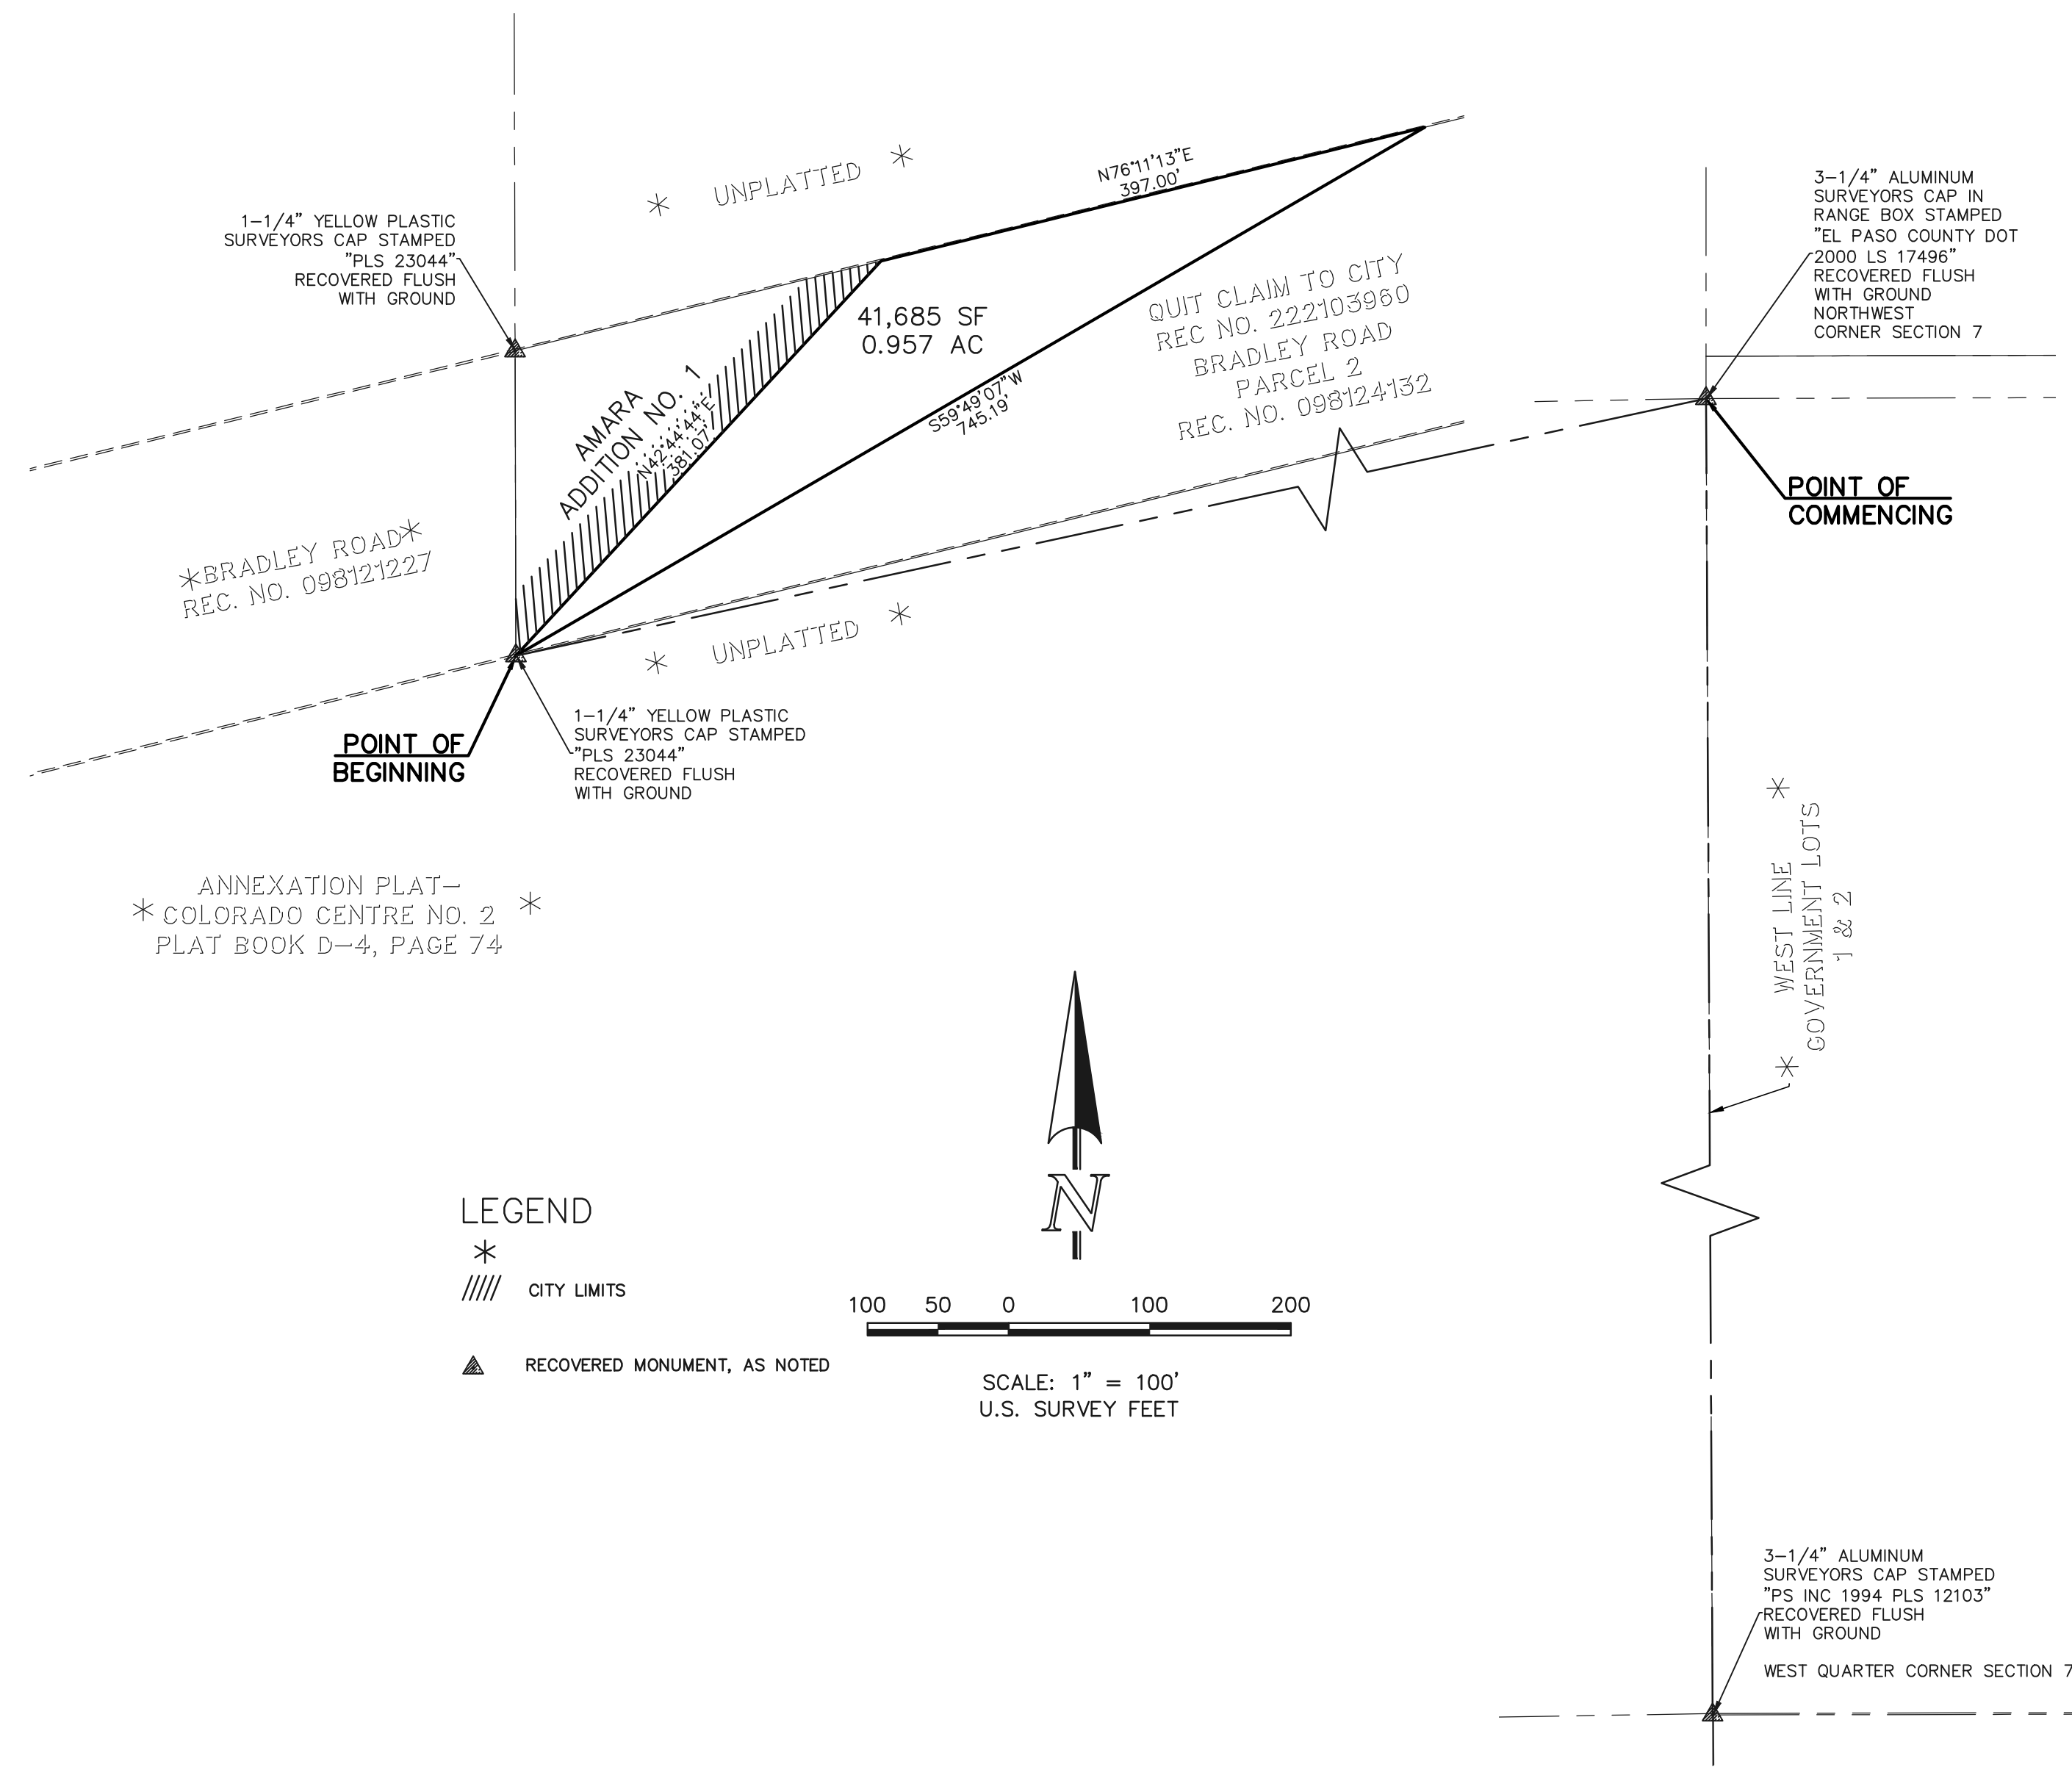 * UNPLATTED *
N76°11'13"E
397.00'
1-1/4" YELLOW PLASTIC
SURVEYORS CAP STAMPED
"PLS 23044"
RECOVERED FLUSH
WITH GROUND
3-1/4" ALUMINUM
SURVEYORS CAP IN
RANGE BOX STAMPED
"EL PASO COUNTY DOT
2000 LS 17496"
RECOVERED FLUSH
WITH GROUND
NORTHWEST
CORNER SECTION 7
41,685 SF
0.957 AC
QUIT CLAIM TO CITY
REC NO. 222103960
BRADLEY ROAD
PARCEL 2
REC. NO. 098124132
AMARA
ADDITION NO. 1
N42°44'44"E
381.07'
S59°49'07"W
745.19'
POINT OF
COMMENCING
*BRADLEY ROAD*
REC. NO. 098121227
* UNPLATTED *
POINT OF
BEGINNING
1-1/4" YELLOW PLASTIC
SURVEYORS CAP STAMPED
"PLS 23044"
RECOVERED FLUSH
WITH GROUND
ANNEXATION PLAT-
* COLORADO CENTRE NO. 2 *
PLAT BOOK D-4, PAGE 74
* WEST LINE *
GOVERNMENT LOTS
1 & 2
N
LEGEND
*
CITY LIMITS
RECOVERED MONUMENT, AS NOTED
100 50 0 100 200
SCALE: 1" = 100'
U.S. SURVEY FEET
3-1/4" ALUMINUM
SURVEYORS CAP STAMPED
"PS INC 1994 PLS 12103"
RECOVERED FLUSH
WITH GROUND
WEST QUARTER CORNER SECTION 7